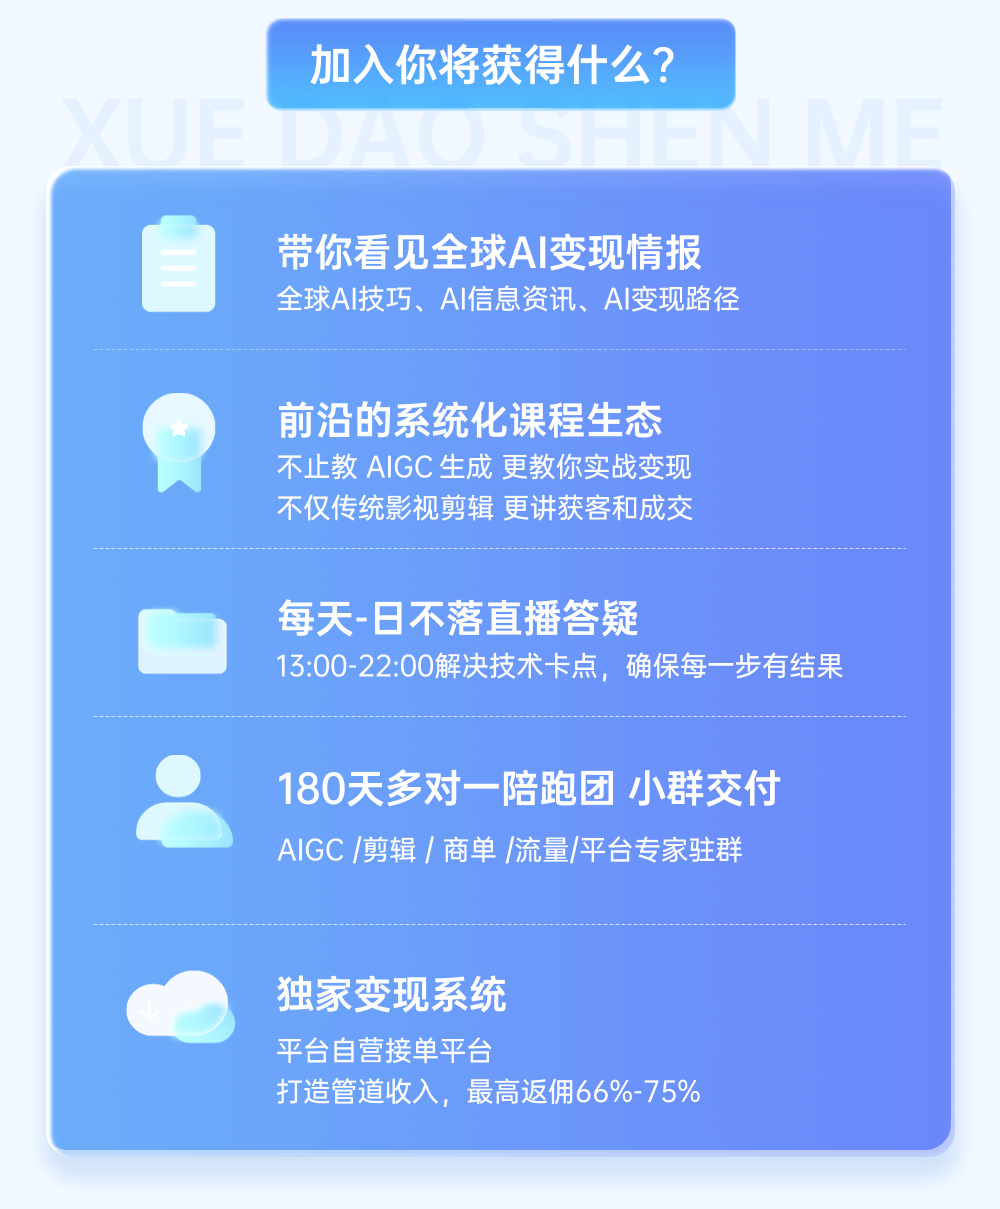 加入你将获得什么？
XUE DAO SHEN ME
带你看见全球AI变现情报
全球AI技巧、AI信息资讯、AI变现路径
前沿的系统化课程生态
不止教 AIGC 生成 更教你实战变现
不仅传统影视剪辑 更讲获客和成交
每天-日不落直播答疑
13:00-22:00解决技术卡点，确保每一步有结果
180天多对一陪跑团 小群交付
AIGC /剪辑 / 商单 /流量/平台专家驻群
独家变现系统
平台自营接单平台
打造管道收入，最高返佣66%-75%